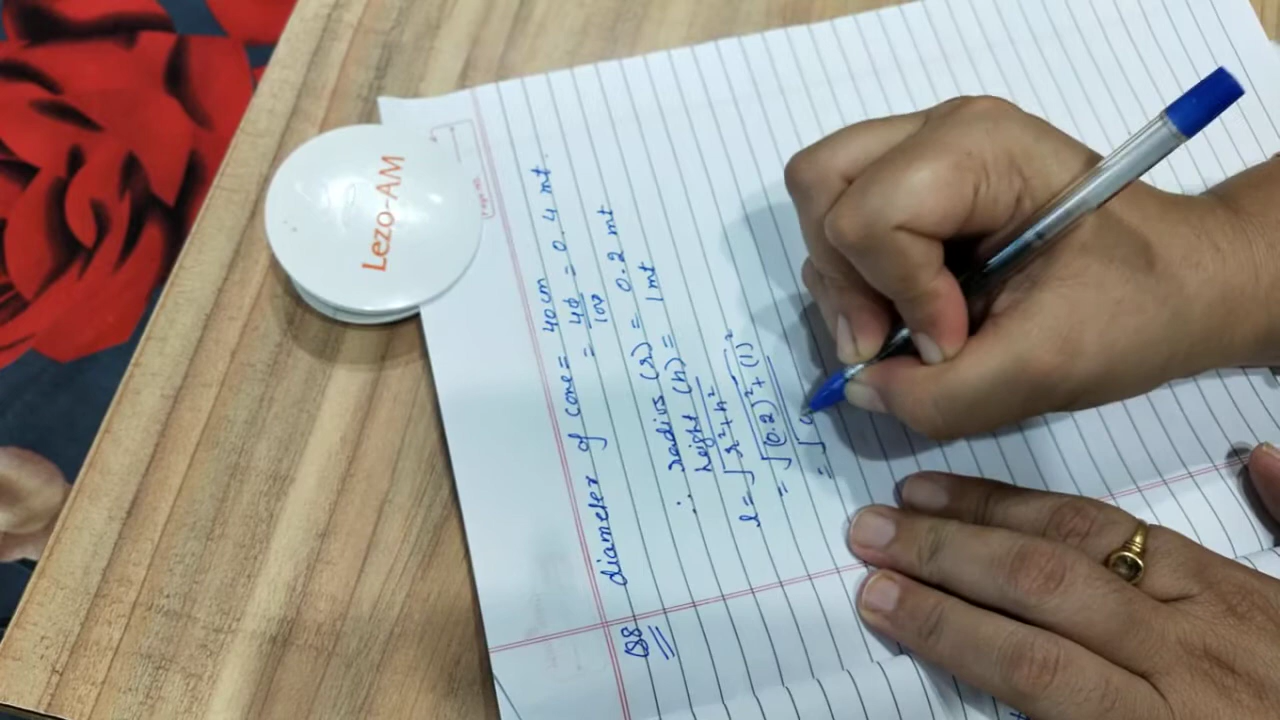 Lezo-AM
Q8 diameter of cone = 40 cm
= 40/100 = 0.4 mt.
∴ radius (r) = 0.2 mt
height (h) = 1 mt
l = √r²+h²
= √(0.2)²+(1)²
= √